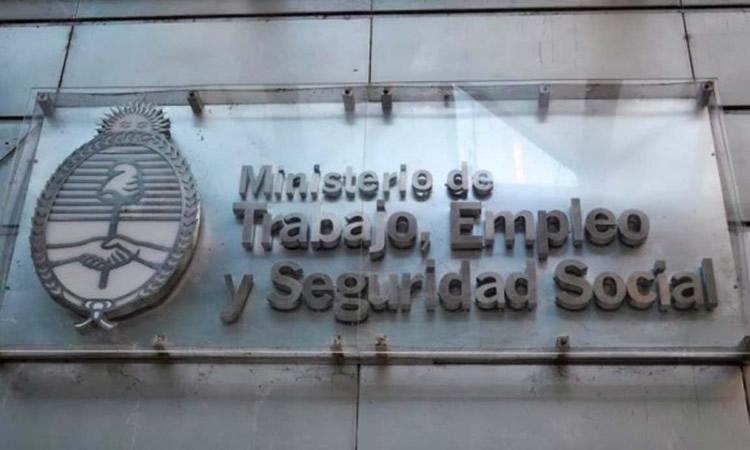 Ministerio de
Trabajo, Empleo
y Seguridad Social